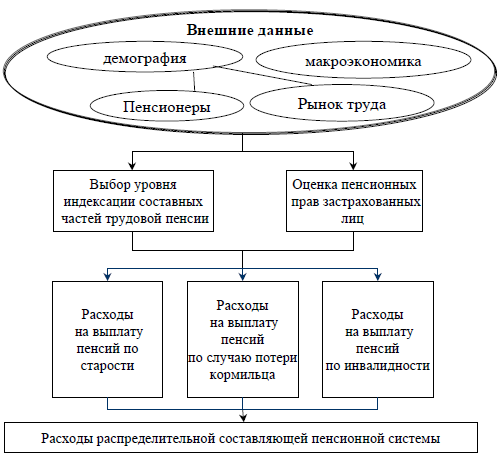 Внешние данные
демография
макроэкономика
Пенсионеры
Рынок труда
Выбор уровня
индексации составных
частей трудовой пенсии
Оценка пенсионных
прав застрахованных
лиц
Расходы
на выплату
пенсий по
старости
Расходы
на выплату
пенсий
по случаю потери
кормильца
Расходы
на выплату
пенсий
по инвалидности
Расходы распределительной составляющей пенсионной системы